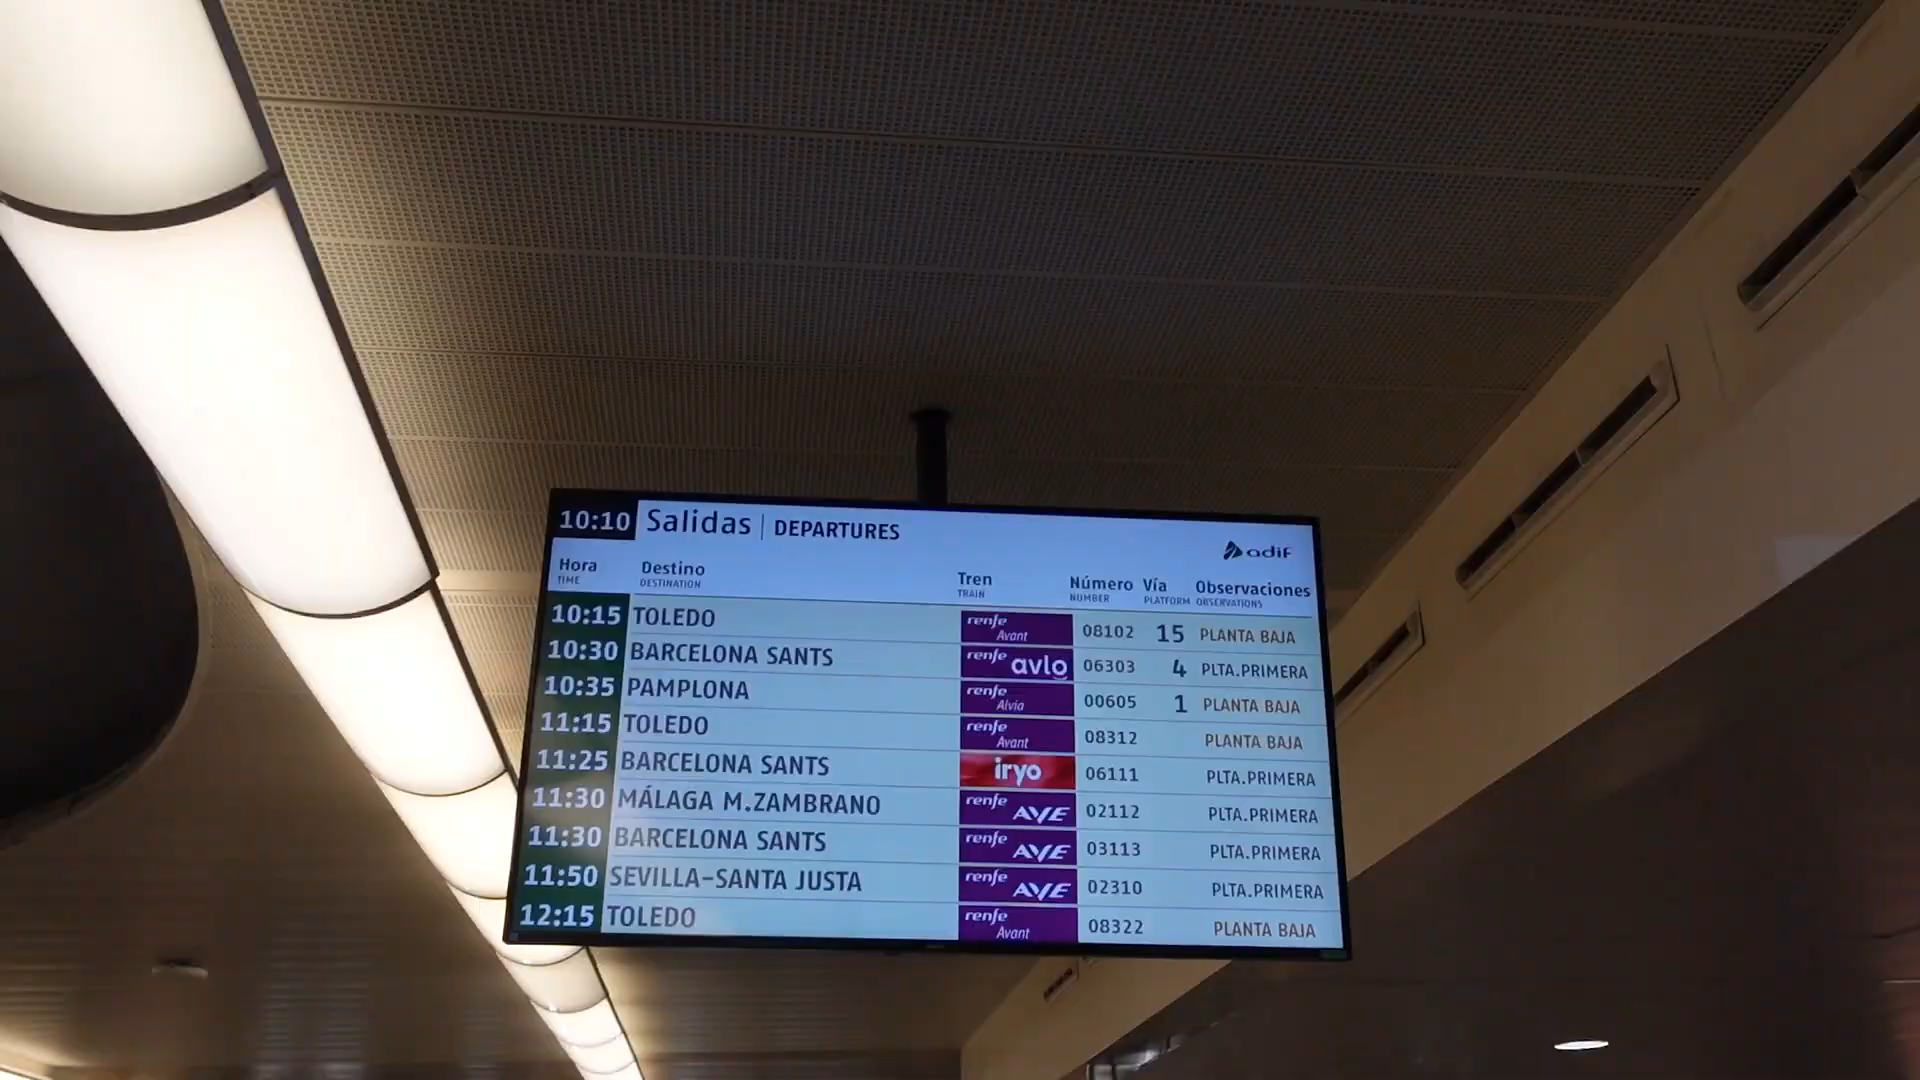 10:10 Salidas | DEPARTURES
adif
Hora Destino Tren Número Vía Observaciones
TIME DESTINATION TRAIN NUMBER PLATFORM OBSERVATIONS
10:15 TOLEDO renfe Avant 08102 15 PLANTA BAJA
10:30 BARCELONA SANTS renfe avlo 06303 4 PLTA.PRIMERA
10:35 PAMPLONA renfe Alvia 00605 1 PLANTA BAJA
11:15 TOLEDO renfe Avant 08312 PLANTA BAJA
11:25 BARCELONA SANTS iryo 06111 PLTA.PRIMERA
11:30 MÁLAGA M.ZAMBRANO renfe AVE 02112 PLTA.PRIMERA
11:30 BARCELONA SANTS renfe AVE 03113 PLTA.PRIMERA
11:50 SEVILLA-SANTA JUSTA renfe AVE 02310 PLTA.PRIMERA
12:15 TOLEDO renfe Avant 08322 PLANTA BAJA